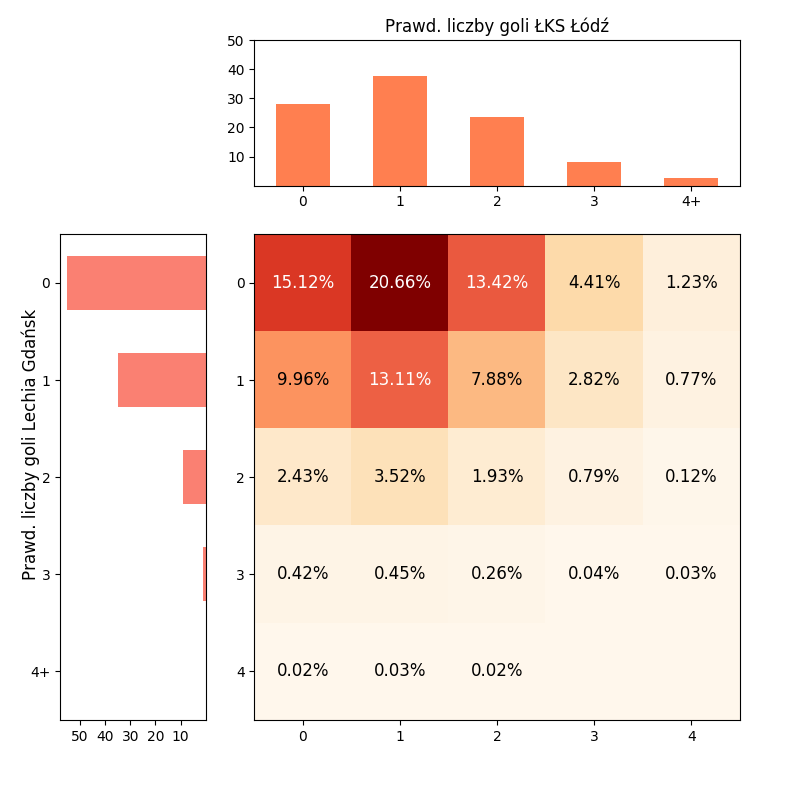 Prawd. liczby goli ŁKS Łódź
50
40
30
20
10
0 1 2 3 4+
Prawd. liczby goli Lechia Gdańsk
0
1
2
3
4+
50 40 30 20 10
0 15.12% 20.66% 13.42% 4.41% 1.23%
1 9.96% 13.11% 7.88% 2.82% 0.77%
2 2.43% 3.52% 1.93% 0.79% 0.12%
3 0.42% 0.45% 0.26% 0.04% 0.03%
4 0.02% 0.03% 0.02%
0 1 2 3 4